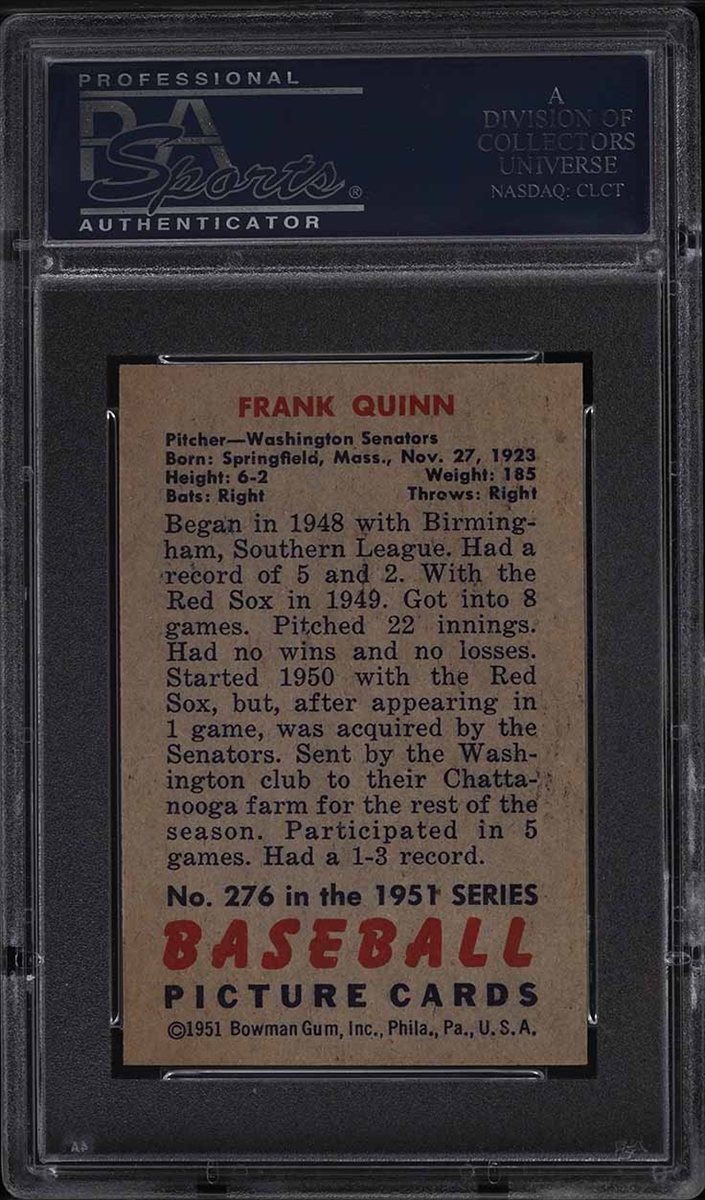 PROFESSIONAL
PSA
Sports®
AUTHENTICATOR
A
DIVISION OF
COLLECTORS
UNIVERSE
NASDAQ: CLCT
FRANK QUINN
Pitcher—Washington Senators
Born: Springfield, Mass., Nov. 27, 1923
Height: 6-2 Weight: 185
Bats: Right Throws: Right
Began in 1948 with Birming-
ham, Southern League. Had a
record of 5 and 2. With the
Red Sox in 1949. Got into 8
games. Pitched 22 innings.
Had no wins and no losses.
Started 1950 with the Red
Sox, but, after appearing in
1 game, was acquired by the
Senators. Sent by the Wash-
ington club to their Chatta-
nooga farm for the rest of the
season. Participated in 5
games. Had a 1-3 record.
No. 276 in the 1951 SERIES
BASEBALL
PICTURE CARDS
©1951 Bowman Gum, Inc., Phila., Pa., U.S.A.